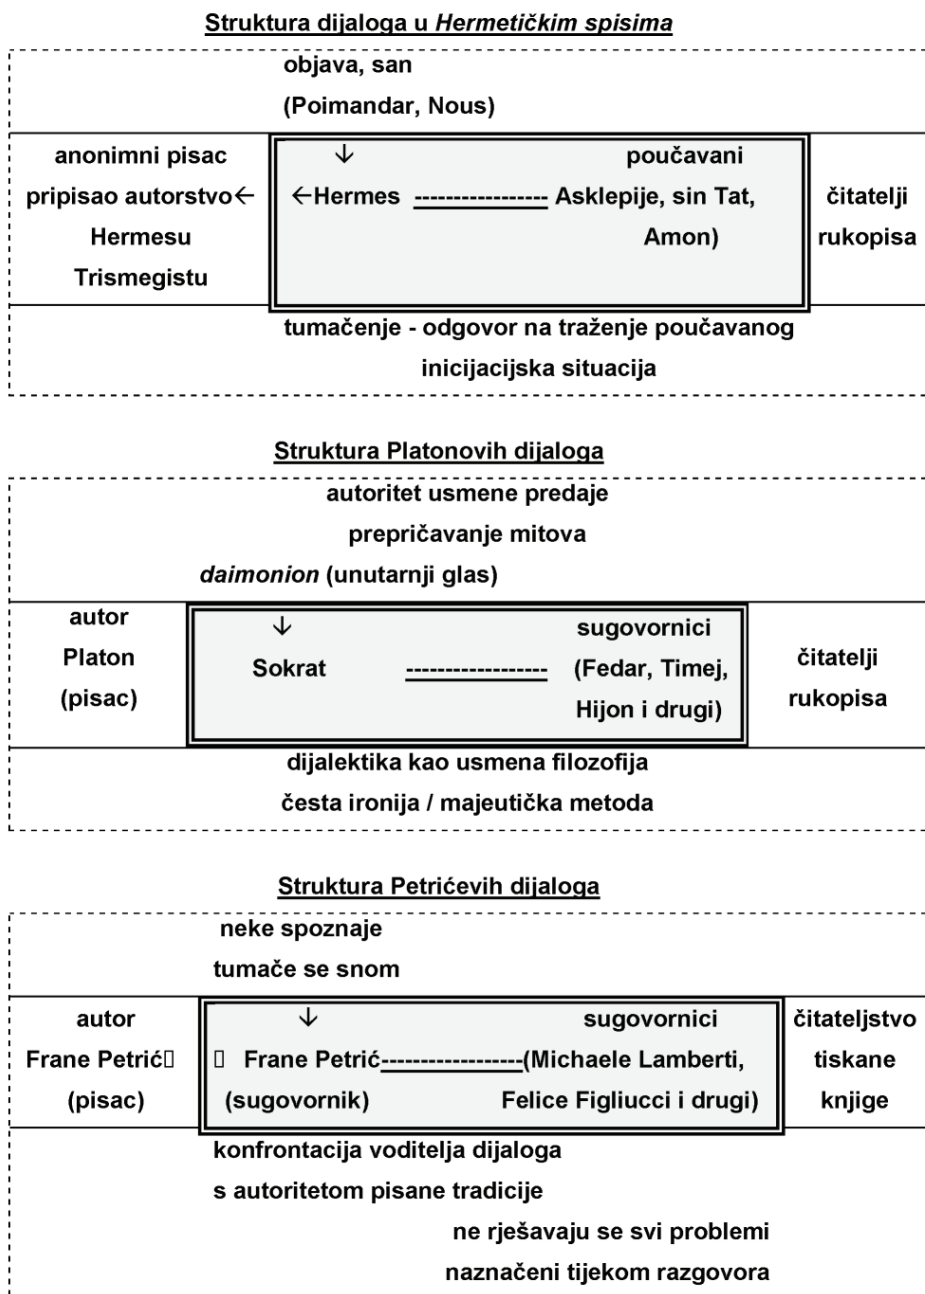 Struktura dijaloga u Hermetičkim spisima
objava, san
(Poimandar, Nous)
anonimni pisac
pripisao autorstvo←
Hermesu
Trismegistu
↓
poučavani
←Hermes ----------------- Asklepije, sin Tat,
Amon)
čitatelji
rukopisa
tumačenje - odgovor na traženje poučavanog
inicijacijska situacija
Struktura Platonovih dijaloga
autoritet usmene predaje
prepričavanje mitova
daimonion (unutarnji glas)
autor
Platon
(pisac)
↓
sugovornici
Sokrat ------------------ (Fedar, Timej,
Hijon i drugi)
čitatelji
rukopisa
dijalektika kao usmena filozofija
česta ironija / majeutička metoda
Struktura Petrićevih dijaloga
neke spoznaje
tumače se snom
autor
Frane Petrić▯
(pisac)
↓
sugovornici
▯ Frane Petrić------------------(Michaele Lamberti,
(sugovornik) Felice Figliucci i drugi)
čitateljstvo
tiskane
knjige
konfrontacija voditelja dijaloga
s autoritetom pisane tradicije
ne rješavaju se svi problemi
naznačeni tijekom razgovora